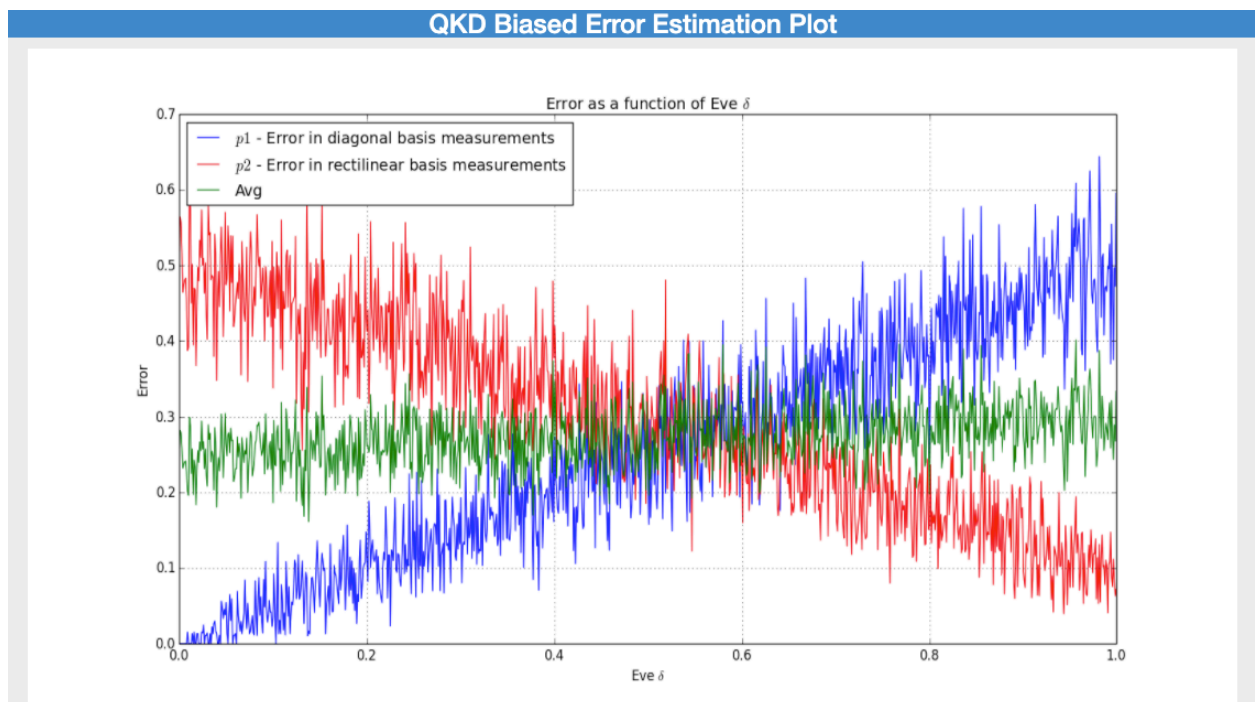 QKD Biased Error Estimation Plot
Error as a function of Eve δ
0.7
p1 - Error in diagonal basis measurements
p2 - Error in rectilinear basis measurements
Avg
0.6
0.5
0.4
Error
0.3
0.2
0.1
0.0
0.0 0.2 0.4 0.6 0.8 1.0
Eve δ